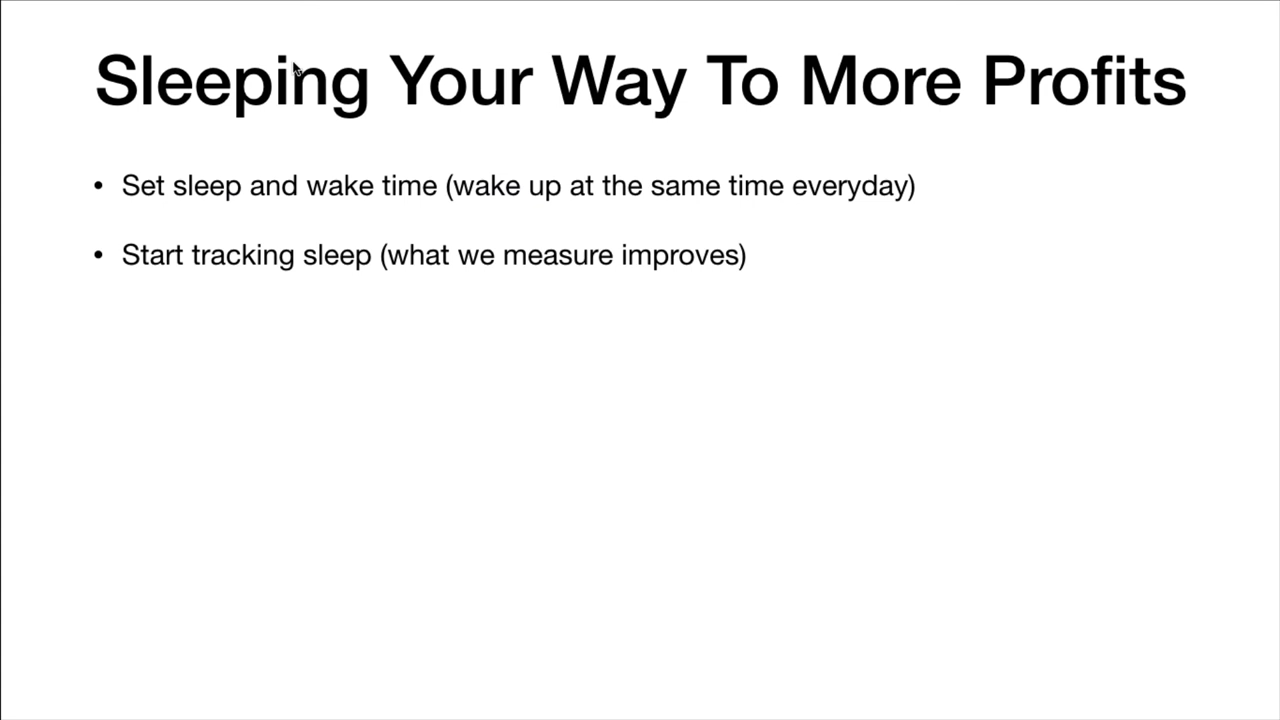 Sleeping Your Way To More Profits
• Set sleep and wake time (wake up at the same time everyday)
• Start tracking sleep (what we measure improves)